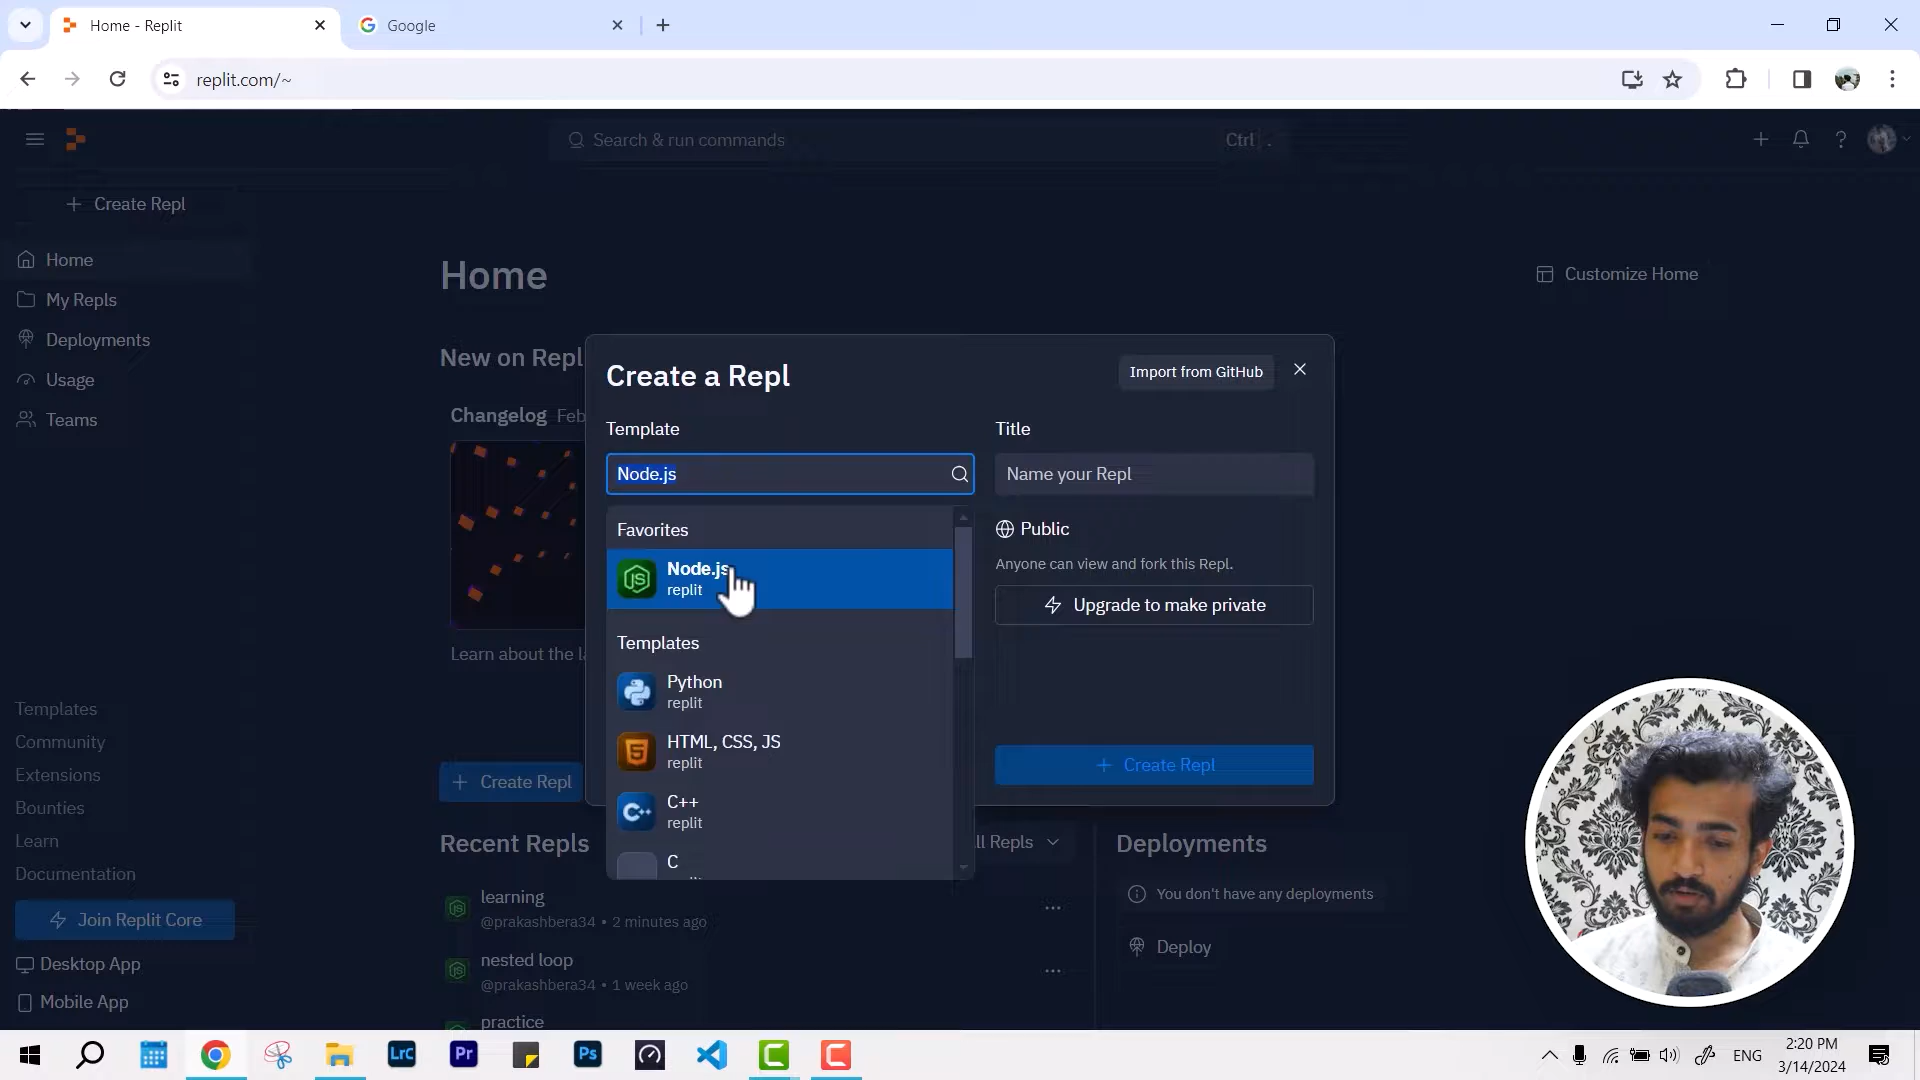 Home - Replit
Google
replit.com/~
Search & run commands
Ctrl .
Create Repl
Home
My Repls
Deployments
Usage
Teams
Home
Customize Home
New on Repl
Changelog Feb
Learn about the
Create Repl
Create a Repl
Import from GitHub
Template
Title
Node.js
Name your Repl
Favorites
Node.js
replit
Public
Anyone can view and fork this Repl.
Upgrade to make private
Templates
Python
replit
HTML, CSS, JS
replit
C++
replit
C
Create Repl
Templates
Community
Extensions
Bounties
Learn
Documentation
Join Replit Core
Desktop App
Mobile App
Recent Repls
ll Repls
learning
@prakashbera34 • 2 minutes ago
nested loop
@prakashbera34 • 1 week ago
practice
Deployments
You don't have any deployments
Deploy
LrC
Pr
Ps
ENG
2:20 PM
3/14/2024